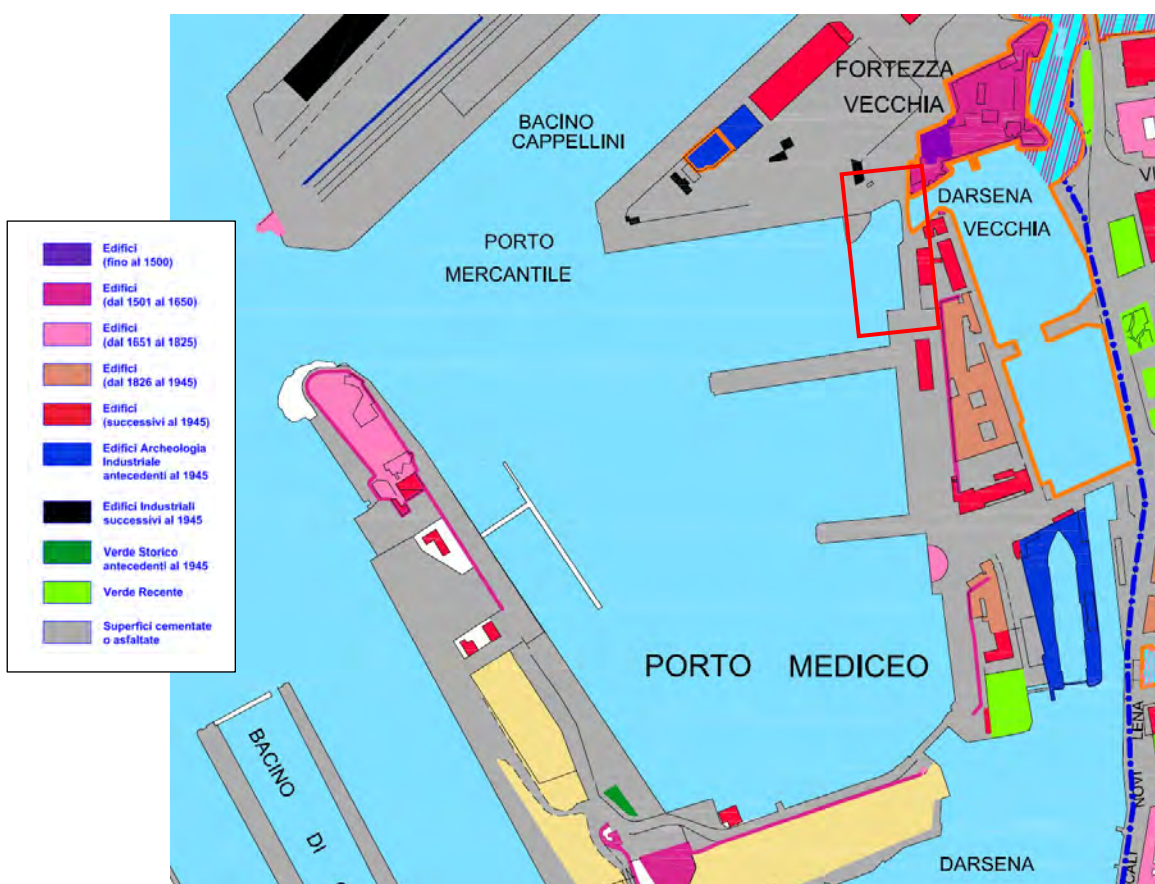 FORTEZZA
VECCHIA
BACINO
CAPPELLINI
DARSENA
VECCHIA
PORTO
MERCANTILE
Edifici
(fino al 1500)
Edifici
(dal 1501 al 1650)
Edifici
(dal 1651 al 1825)
Edifici
(dal 1826 al 1945)
Edifici
(successivi al 1945)
Edifici Archeologia
Industriale
antecedenti al 1945
Edifici Industriali
successivi al 1945
Verde Storico
antecedenti al 1945
Verde Recente
Superfici cementate
o asfaltate
PORTO MEDICEO
BACINO
DI
DARSENA
LENA
NOVI
CALI